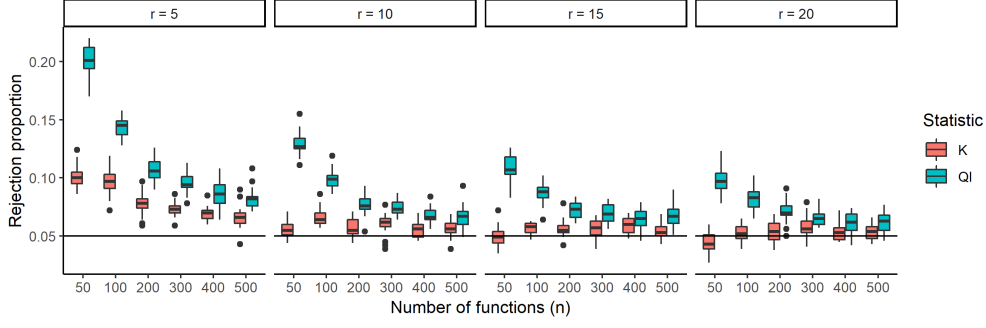 r = 5 r = 10 r = 15 r = 20
0.20
0.15
0.10
0.05
Rejection proportion
50 100 200 300 400 500 50 100 200 300 400 500 50 100 200 300 400 500 50 100 200 300 400 500
Number of functions (n)
Statistic
K
QI